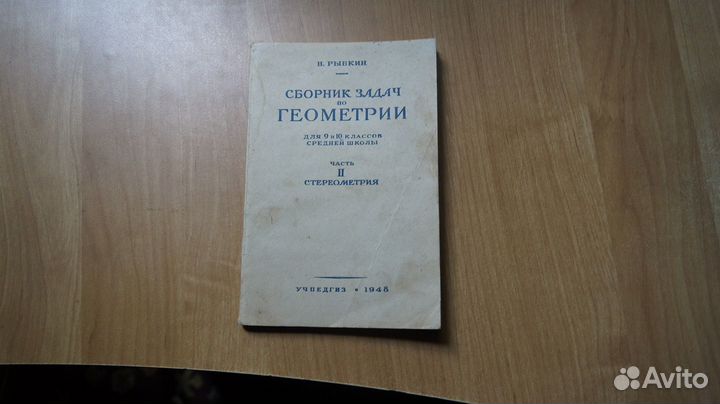 Н. РЫБКИН
СБОРНИК ЗАДАЧ
ПО
ГЕОМЕТРИИ
ДЛЯ 9 и 10 КЛАССОВ
СРЕДНЕЙ ШКОЛЫ
ЧАСТЬ
II
СТЕРЕОМЕТРИЯ
УЧПЕДГИЗ • 1948
Avito